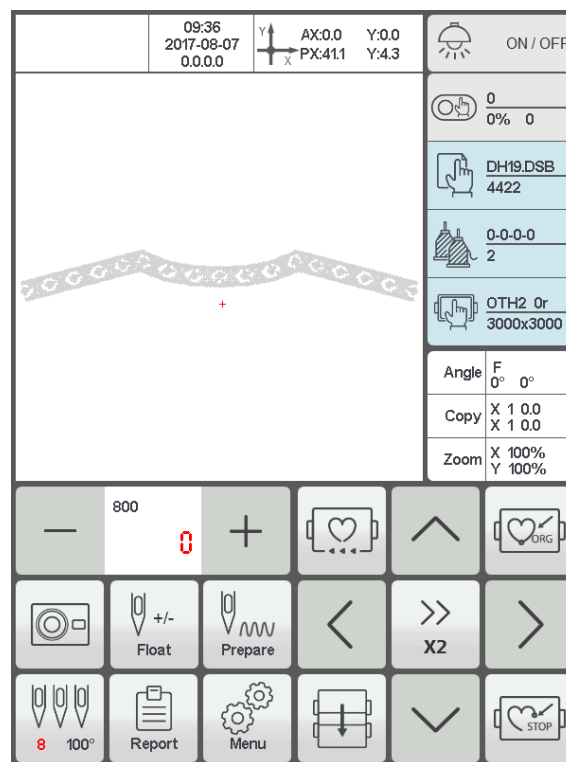 09:36
2017-08-07
0.0.0.0
Y
X
AX:0.0 Y:0.0
PX:41.1 Y:4.3
ON / OFF
0
0% 0
DH19.DSB
4422
0-0-0-0
2
OTH2 0r
3000x3000
Angle F
0° 0°
Copy X 1 0.0
X 1 0.0
Zoom X 100%
Y 100%
800
0
ORG
+/-
Float
Prepare
X2
8 100°
Report
Menu
STOP